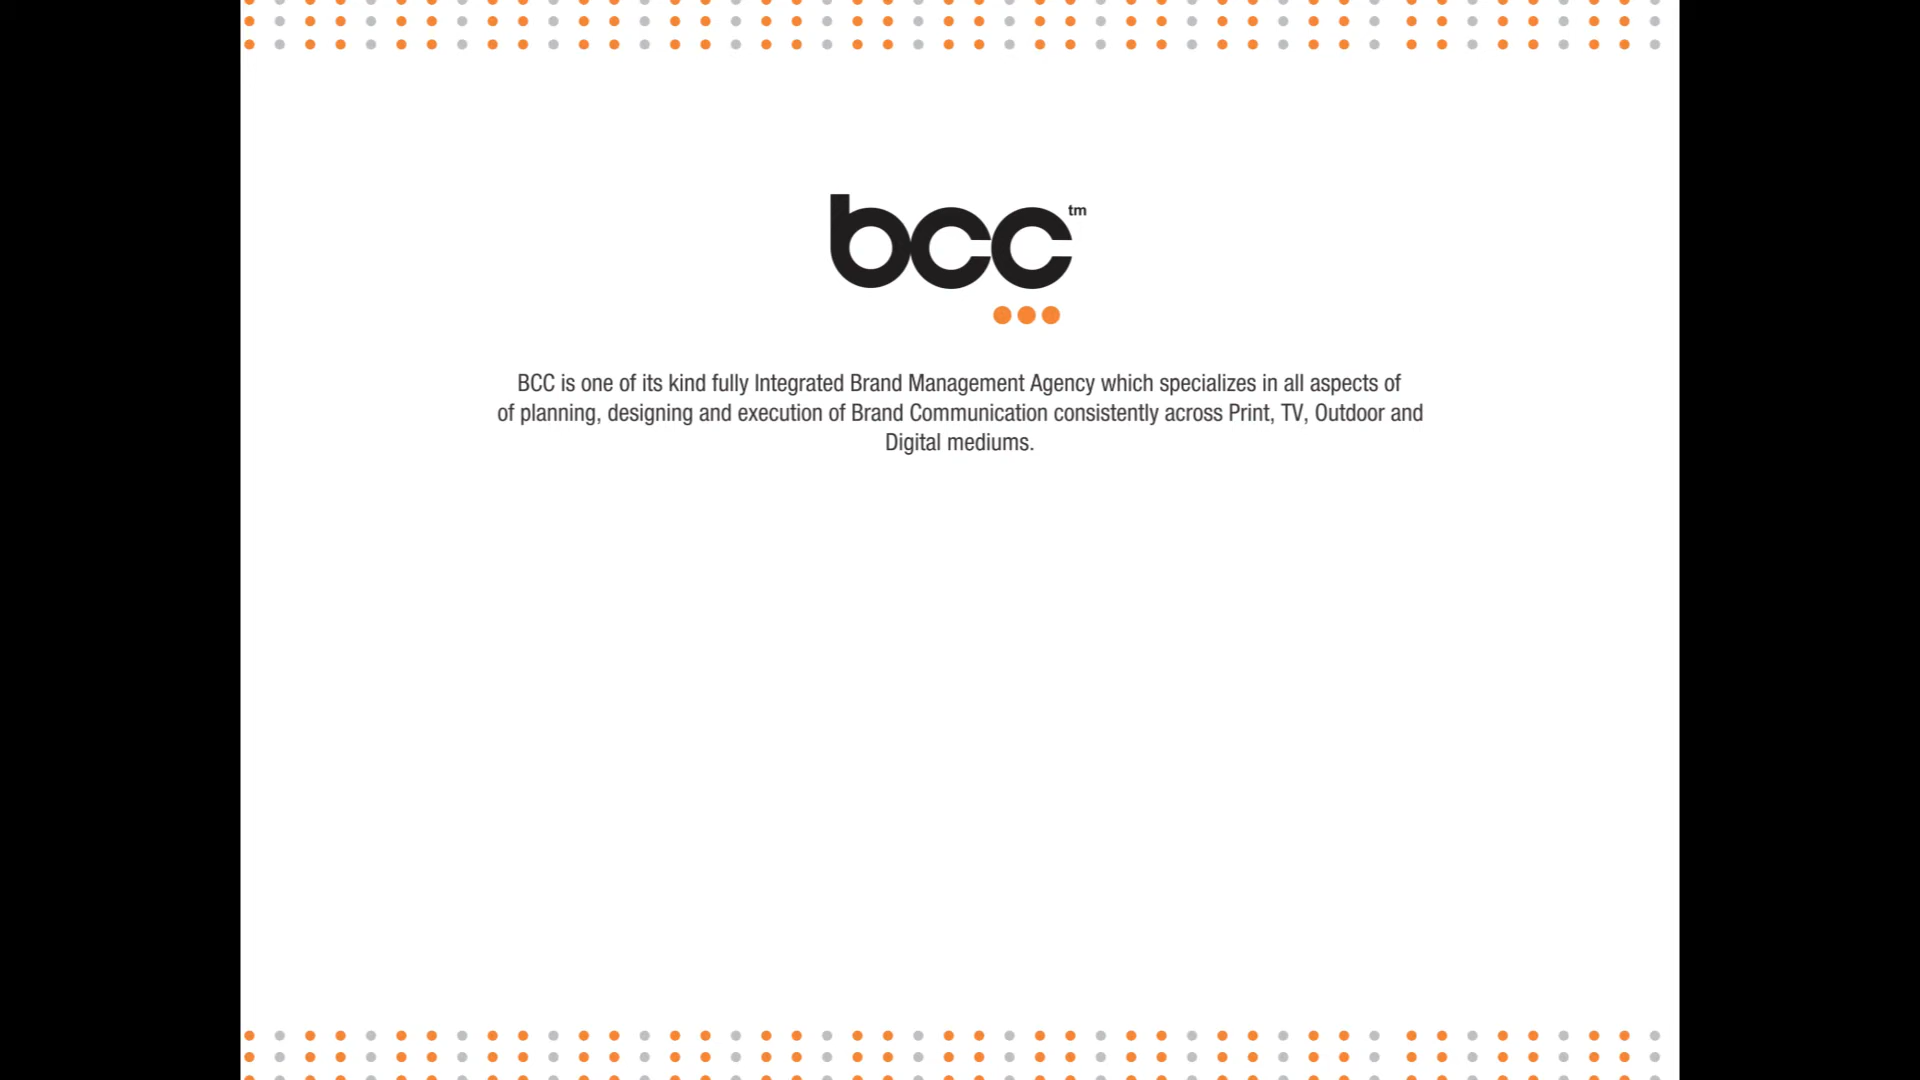 bcc tm
BCC is one of its kind fully Integrated Brand Management Agency which specializes in all aspects of
of planning, designing and execution of Brand Communication consistently across Print, TV, Outdoor and
Digital mediums.